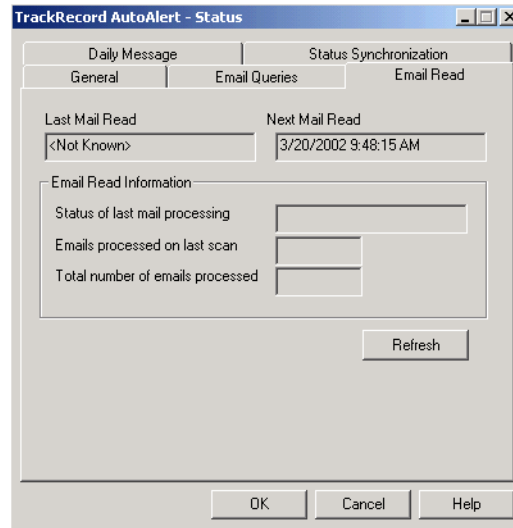 TrackRecord AutoAlert - Status
Daily Message Status Synchronization
General Email Queries Email Read
Last Mail Read Next Mail Read
<Not Known> 3/20/2002 9:48:15 AM
Email Read Information
Status of last mail processing
Emails processed on last scan
Total number of emails processed
Refresh
OK Cancel Help